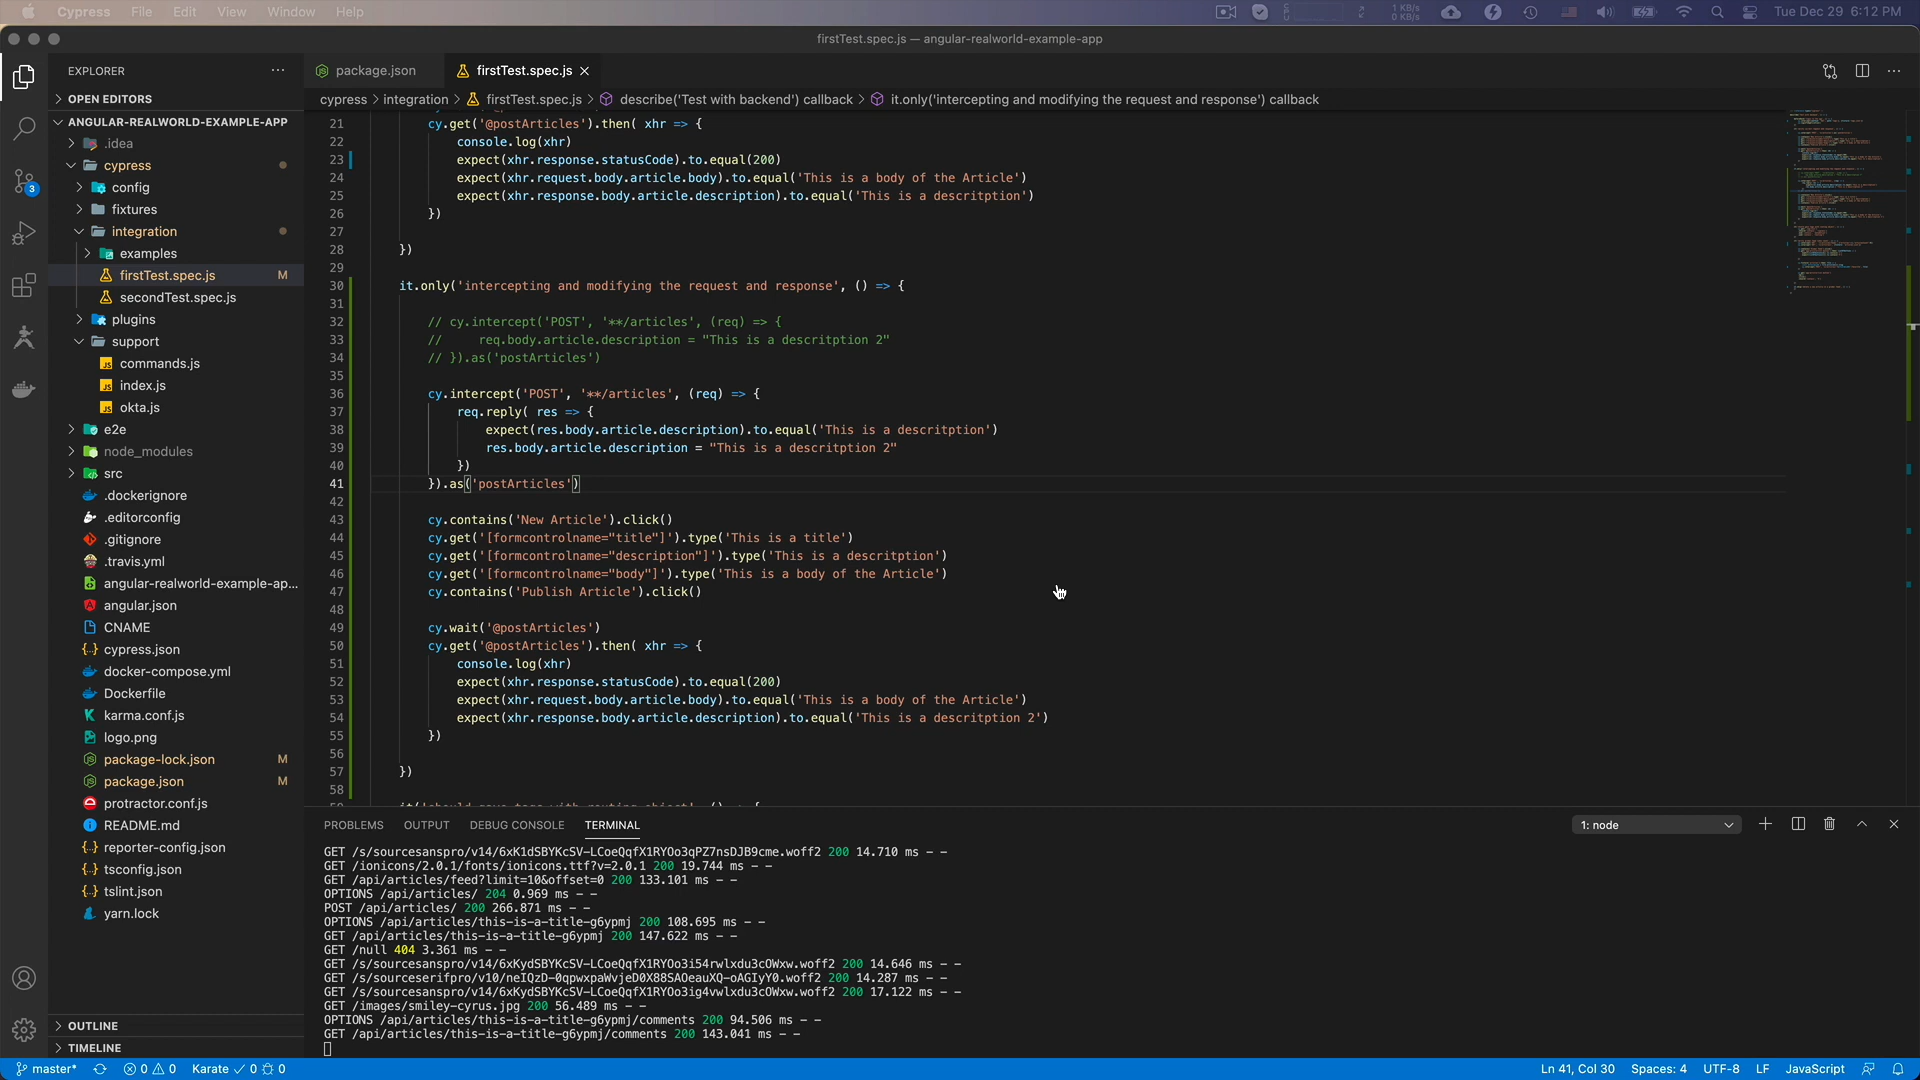 Cypress File Edit View Window Help
1 KB/s
0 KB/s
Tue Dec 29 6:12 PM
firstTest.spec.js — angular-realworld-example-app
EXPLORER
OPEN EDITORS
ANGULAR-REALWORLD-EXAMPLE-APP
.idea
cypress
config
fixtures
integration
examples
firstTest.spec.js M
secondTest.spec.js
plugins
support
commands.js
index.js
okta.js
e2e
node_modules
src
.dockerignore
.editorconfig
.gitignore
.travis.yml
angular-realworld-example-ap...
angular.json
CNAME
cypress.json
docker-compose.yml
Dockerfile
karma.conf.js
logo.png
package-lock.json M
package.json M
protractor.conf.js
README.md
reporter-config.json
tsconfig.json
tslint.json
yarn.lock
OUTLINE
TIMELINE
3
package.json
firstTest.spec.js
cypress > integration > firstTest.spec.js > describe('Test with backend') callback > it.only('intercepting and modifying the request and response') callback
21 cy.get('@postArticles').then( xhr => {
22 console.log(xhr)
23 expect(xhr.response.statusCode).to.equal(200)
24 expect(xhr.request.body.article.body).to.equal('This is a body of the Article')
25 expect(xhr.response.body.article.description).to.equal('This is a descritption')
26 })
27
28 })
29
30 it.only('intercepting and modifying the request and response', () => {
31
32 // cy.intercept('POST', '**/articles', (req) => {
33 // req.body.article.description = "This is a descritption 2"
34 // }).as('postArticles')
35
36 cy.intercept('POST', '**/articles', (req) => {
37 req.reply( res => {
38 expect(res.body.article.description).to.equal('This is a descritption')
39 res.body.article.description = "This is a descritption 2"
40 })
41 }).as('postArticles')
42
43 cy.contains('New Article').click()
44 cy.get('[formcontrolname="title"]').type('This is a title')
45 cy.get('[formcontrolname="description"]').type('This is a descritption')
46 cy.get('[formcontrolname="body"]').type('This is a body of the Article')
47 cy.contains('Publish Article').click()
48
49 cy.wait('@postArticles')
50 cy.get('@postArticles').then( xhr => {
51 console.log(xhr)
52 expect(xhr.response.statusCode).to.equal(200)
53 expect(xhr.request.body.article.body).to.equal('This is a body of the Article')
54 expect(xhr.response.body.article.description).to.equal('This is a descritption 2')
55 })
56
57 })
58
PROBLEMS OUTPUT DEBUG CONSOLE TERMINAL
1: node
GET /s/sourcesanspro/v14/6xK1dSBYKcSV-LCoeQqfX1RYOo3qPZ7nsDJB9cme.woff2 200 14.710 ms - -
GET /ionicons/2.0.1/fonts/ionicons.ttf?v=2.0.1 200 19.744 ms - -
GET /api/articles/feed?limit=10&offset=0 200 133.101 ms - -
OPTIONS /api/articles/ 204 0.969 ms - -
POST /api/articles/ 200 266.871 ms - -
OPTIONS /api/articles/this-is-a-title-g6ypmj 200 108.695 ms - -
GET /api/articles/this-is-a-title-g6ypmj 200 147.622 ms - -
GET /null 404 3.361 ms - -
GET /s/sourcesanspro/v14/6xKydSBYKcSV-LCoeQqfX1RYOo3i54rwlxdu3cOWxw.woff2 200 14.646 ms - -
GET /s/sourceserifpro/v10/neIQzD-0qpwxpaWvjeD0X88SAOeauXQ-oAGIyY0.woff2 200 14.287 ms - -
GET /s/sourcesanspro/v14/6xKydSBYKcSV-LCoeQqfX1RYOo3ig4vwlxdu3cOWxw.woff2 200 17.122 ms - -
GET /images/smiley-cyrus.jpg 200 56.489 ms - -
OPTIONS /api/articles/this-is-a-title-g6ypmj/comments 200 94.506 ms - -
GET /api/articles/this-is-a-title-g6ypmj/comments 200 143.041 ms - -
master* 0 0 Karate 0 0 Ln 41, Col 30 Spaces: 4 UTF-8 LF JavaScript